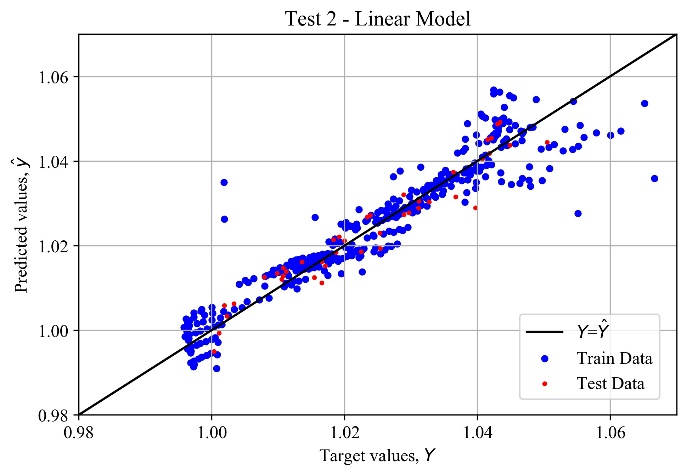 Test 2 - Linear Model
Predicted values, ŷ
1.06
1.04
1.02
1.00
0.98
0.98 1.00 1.02 1.04 1.06
Target values, Y
Y=Ŷ
Train Data
Test Data